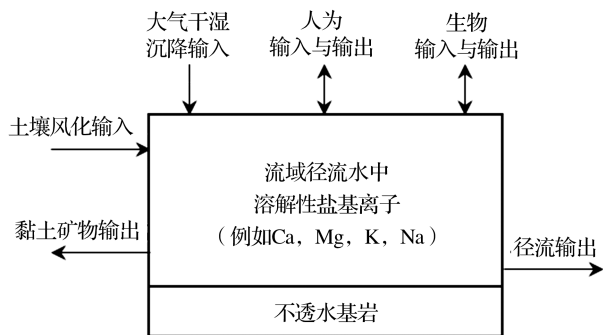 大气干湿
沉降输入
人为
输入与输出
生物
输入与输出
土壤风化输入
流域径流水中
溶解性盐基离子
（例如Ca，Mg，K，Na）
黏土矿物输出
径流输出
不透水基岩